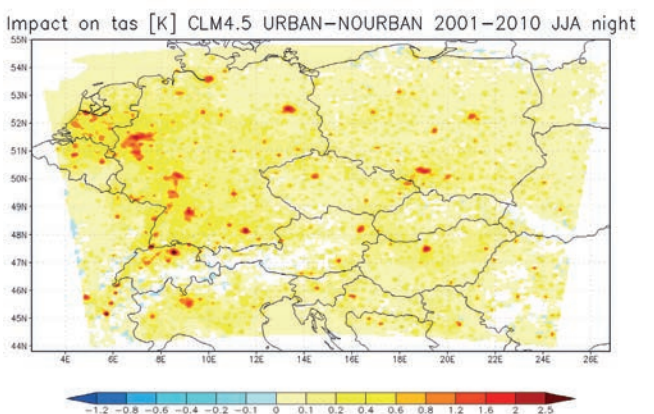 Impact on tas [K] CLM4.5 URBAN−NOURBAN 2001−2010 JJA night
55N
54N
53N
52N
51N
50N
49N
48N
47N
46N
45N
44N
4E 6E 8E 10E 12E 14E 16E 18E 20E 22E 24E 26E
−1.2 −0.8 −0.6 −0.4 −0.2 −0.1 0 0.1 0.2 0.4 0.6 0.8 1.2 1.6 2 2.5